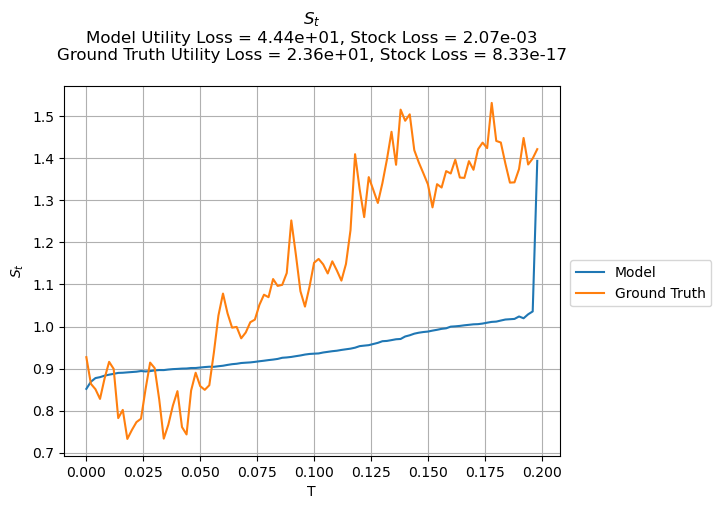 S_t
Model Utility Loss = 4.44e+01, Stock Loss = 2.07e-03
Ground Truth Utility Loss = 2.36e+01, Stock Loss = 8.33e-17
1.5
1.4
1.3
1.2
1.1
1.0
0.9
0.8
0.7
S_t
0.000 0.025 0.050 0.075 0.100 0.125 0.150 0.175 0.200
T
Model
Ground Truth